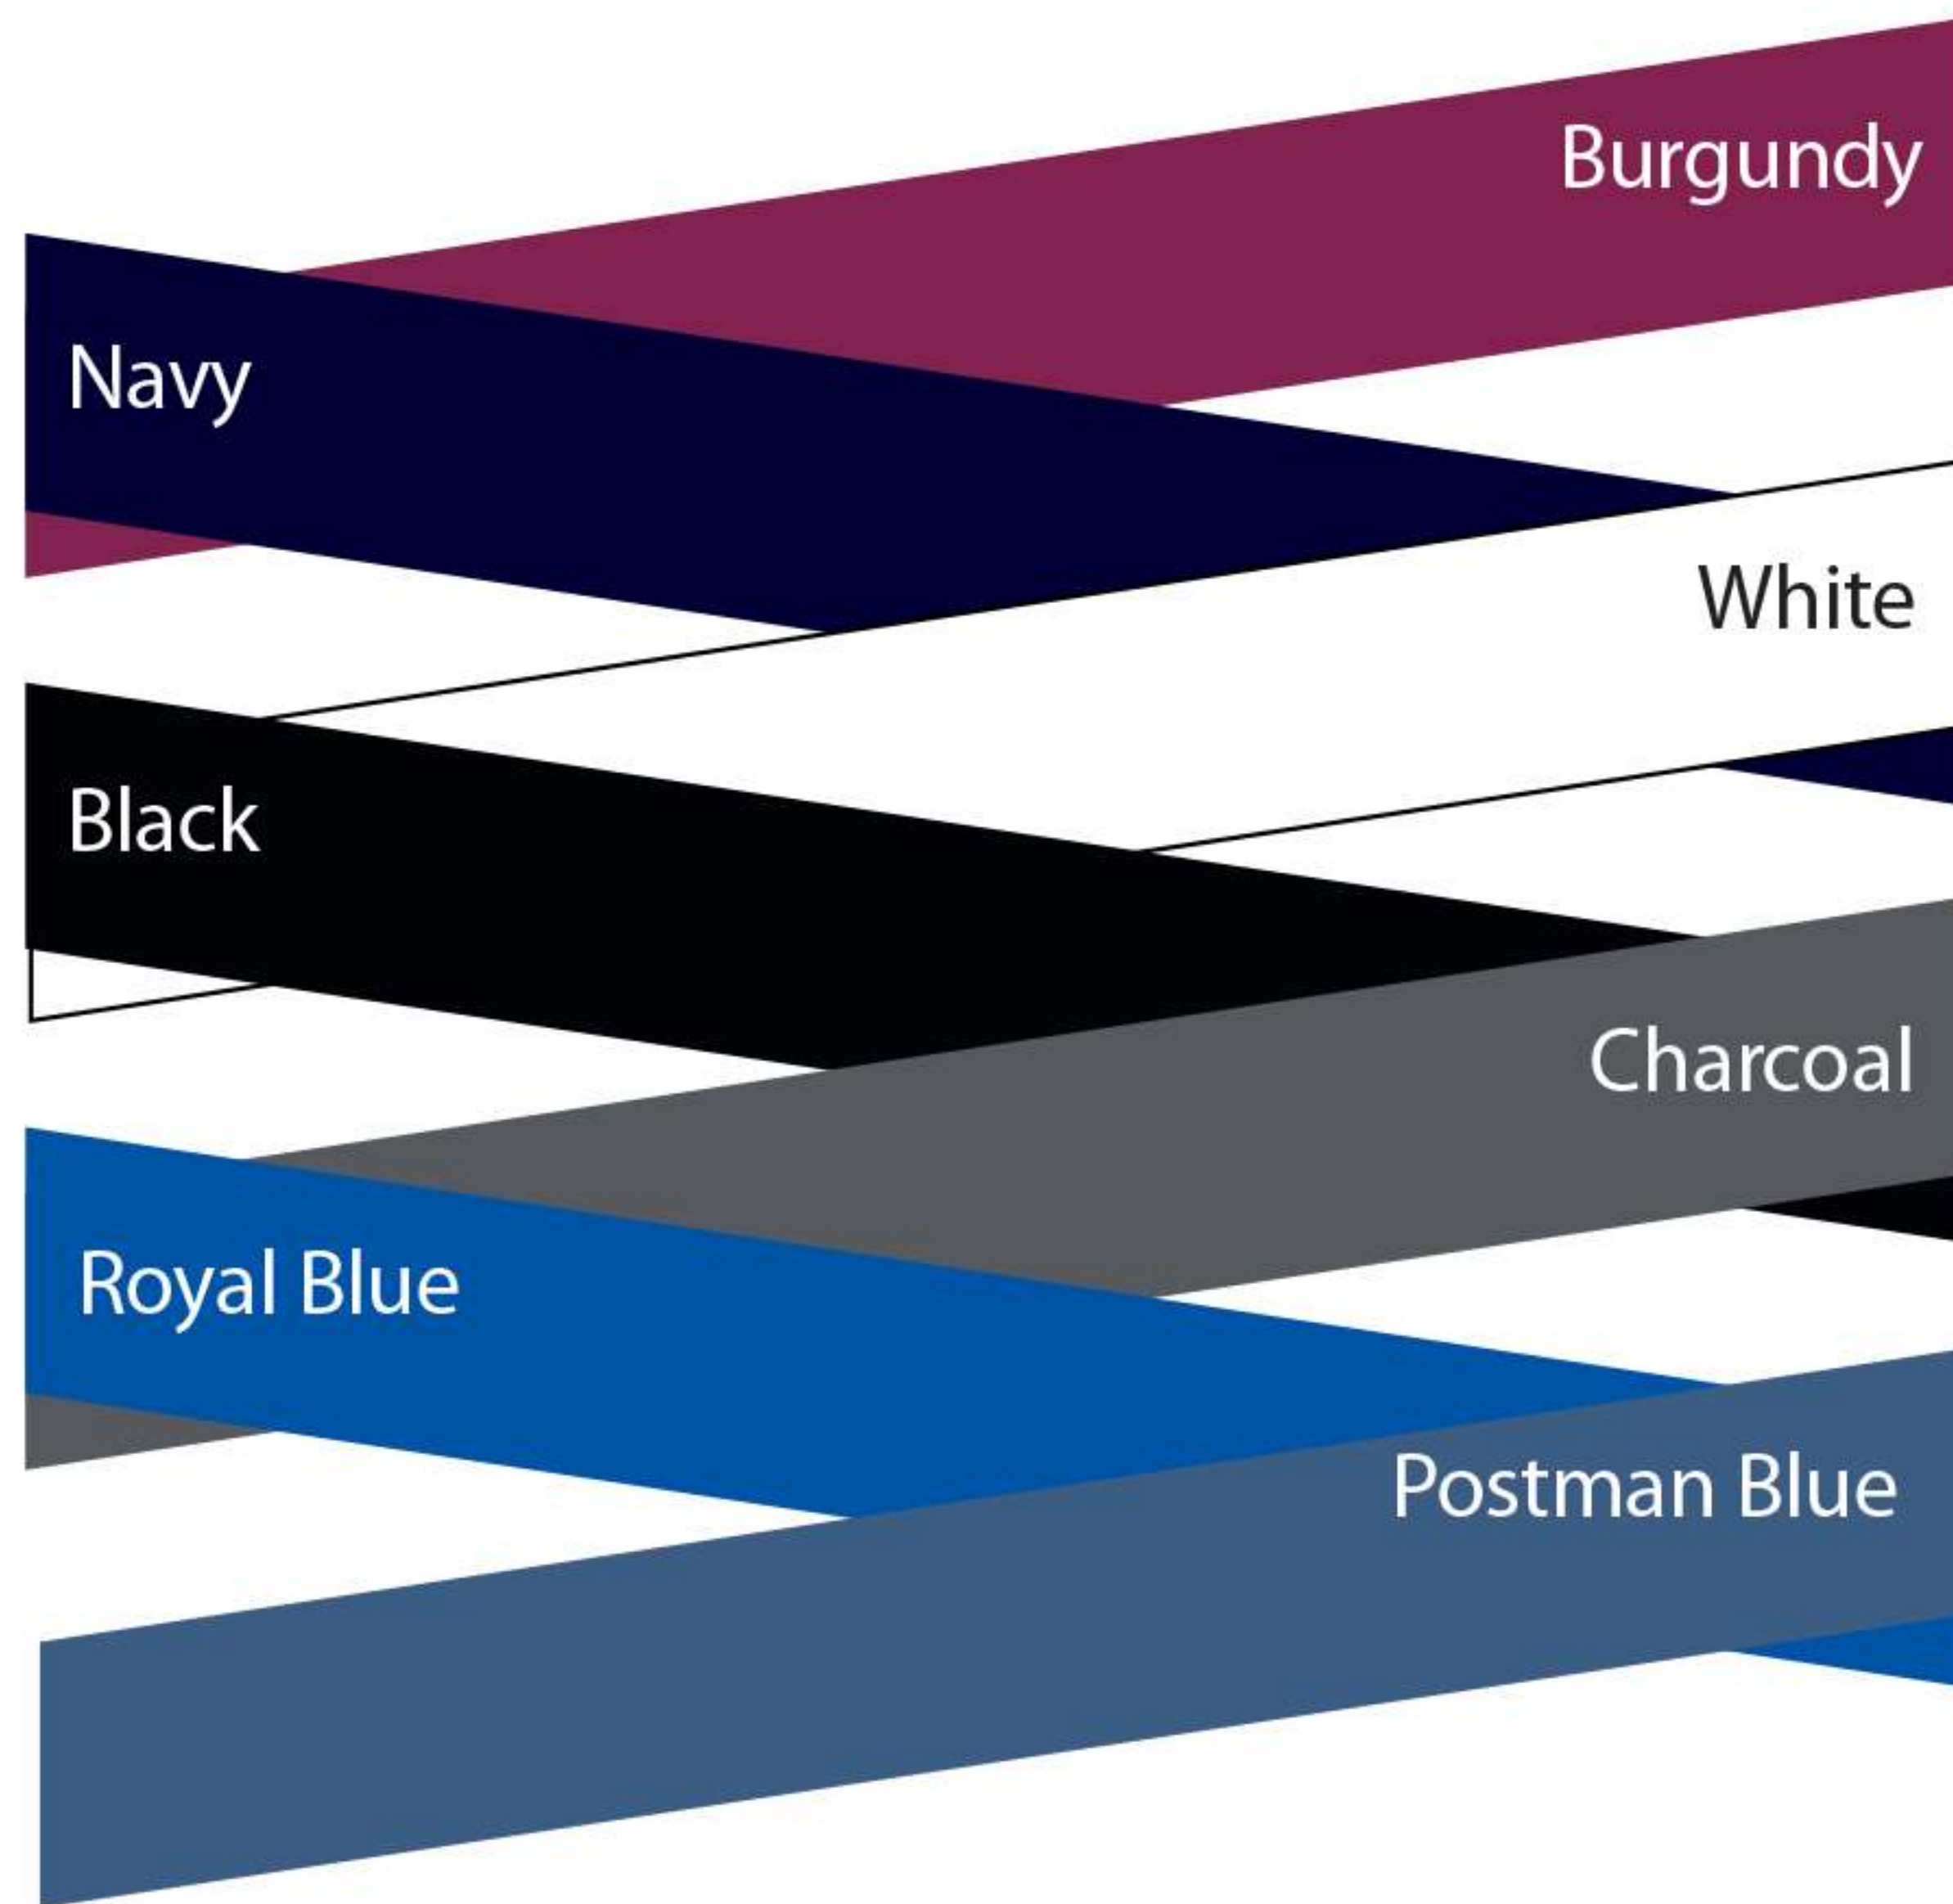 Burgundy
Navy
White
Black
Charcoal
Royal Blue
Postman Blue